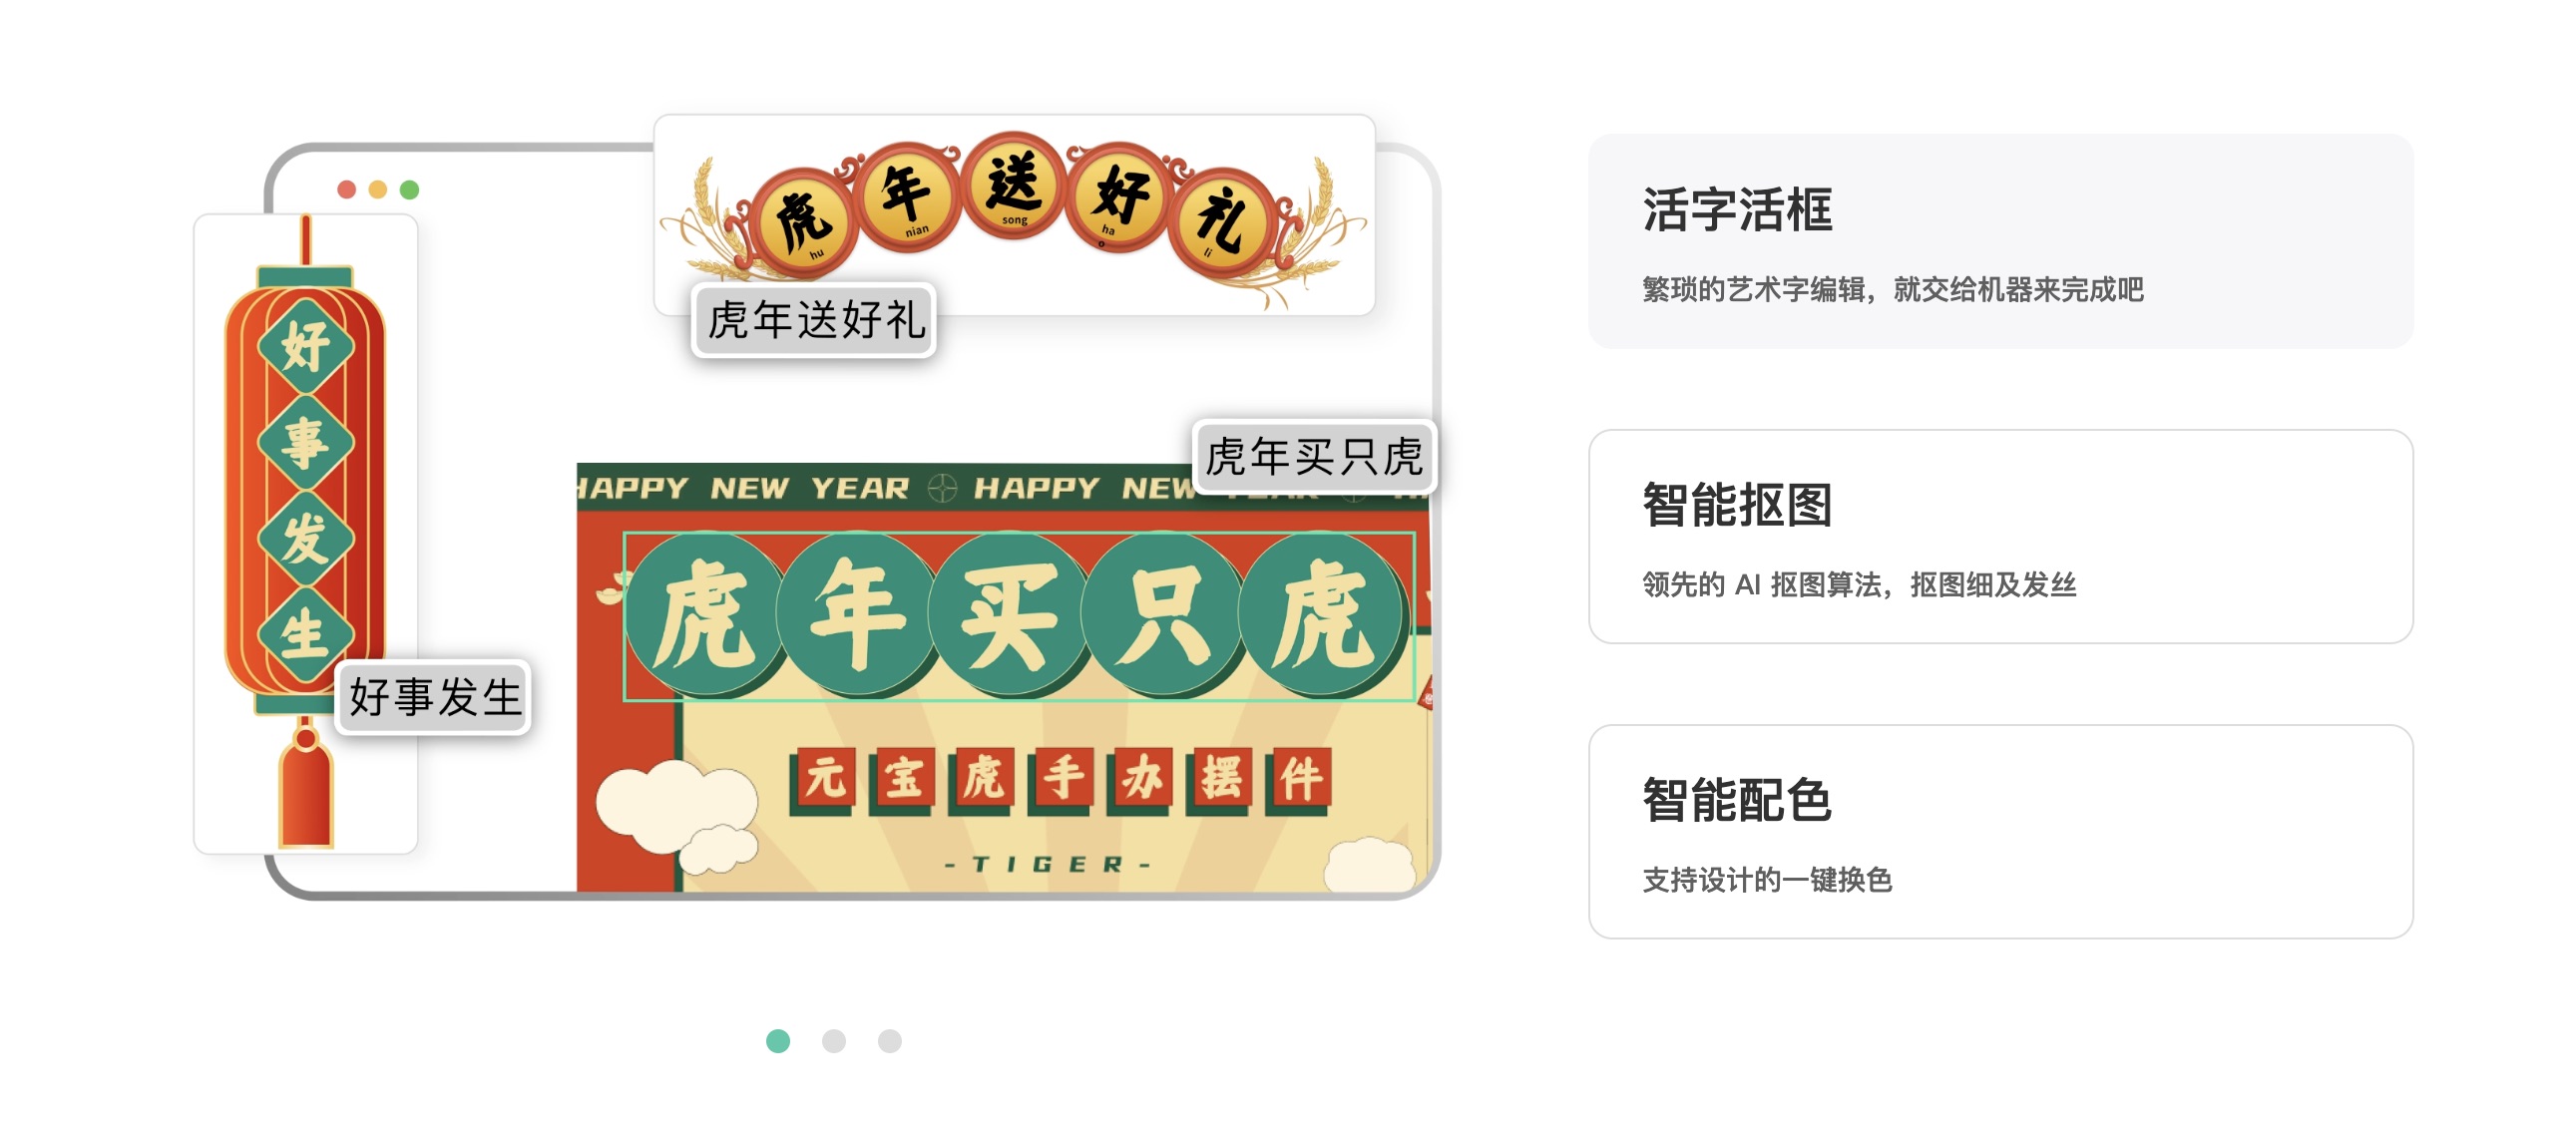 虎年送好礼
hu nian song hao li
虎年送好礼
好事发生
好事发生
虎年买只虎
HAPPY NEW YEAR HAPPY NEW YEAR
虎年买只虎
元宝虎手办摆件
-TIGER-
活字活框
繁琐的艺术字编辑，就交给机器来完成吧
智能抠图
领先的 AI 抠图算法，抠图细及发丝
智能配色
支持设计的一键换色